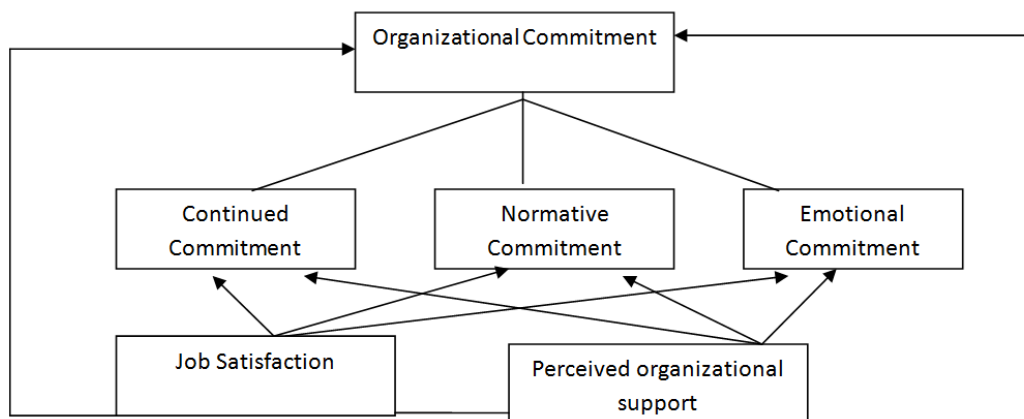 Organizational Commitment
Continued
Commitment
Normative
Commitment
Emotional
Commitment
Job Satisfaction
Perceived organizational
support